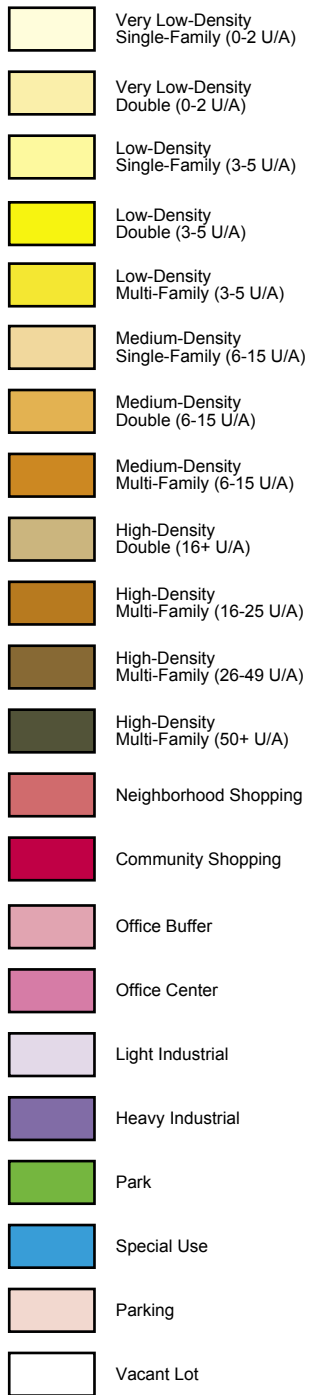 Very Low-Density
Single-Family (0-2 U/A)
Very Low-Density
Double (0-2 U/A)
Low-Density
Single-Family (3-5 U/A)
Low-Density
Double (3-5 U/A)
Low-Density
Multi-Family (3-5 U/A)
Medium-Density
Single-Family (6-15 U/A)
Medium-Density
Double (6-15 U/A)
Medium-Density
Multi-Family (6-15 U/A)
High-Density
Double (16+ U/A)
High-Density
Multi-Family (16-25 U/A)
High-Density
Multi-Family (26-49 U/A)
High-Density
Multi-Family (50+ U/A)
Neighborhood Shopping
Community Shopping
Office Buffer
Office Center
Light Industrial
Heavy Industrial
Park
Special Use
Parking
Vacant Lot